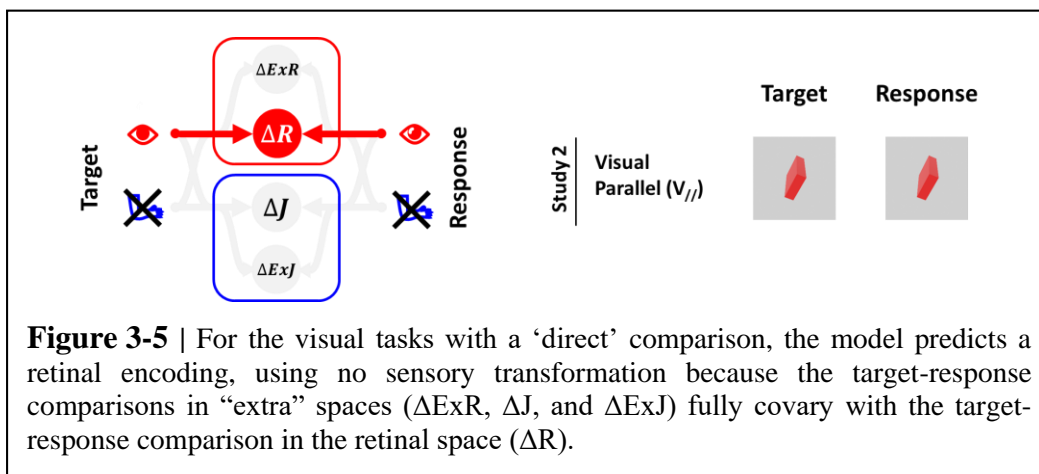 ΔExR
ΔR
Target
Response
ΔJ
ΔExJ
Target Response
Study 2
Visual
Parallel (V//)
Figure 3-5 | For the visual tasks with a ‘direct’ comparison, the model predicts a
retinal encoding, using no sensory transformation because the target-response
comparisons in “extra” spaces (ΔExR, ΔJ, and ΔExJ) fully covary with the target-
response comparison in the retinal space (ΔR).